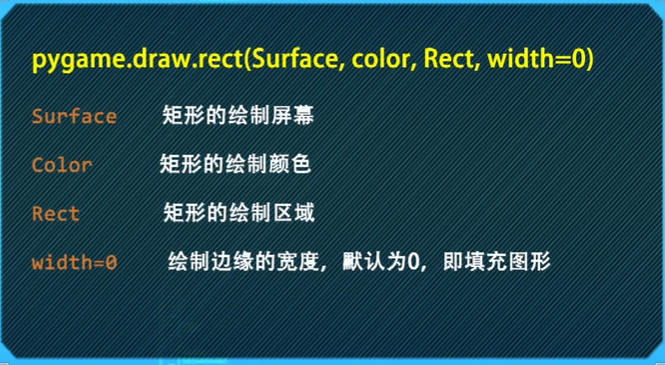 pygame.draw.rect(Surface, color, Rect, width=0)
Surface 矩形的绘制屏幕
Color 矩形的绘制颜色
Rect 矩形的绘制区域
width=0 绘制边缘的宽度，默认为0，即填充图形